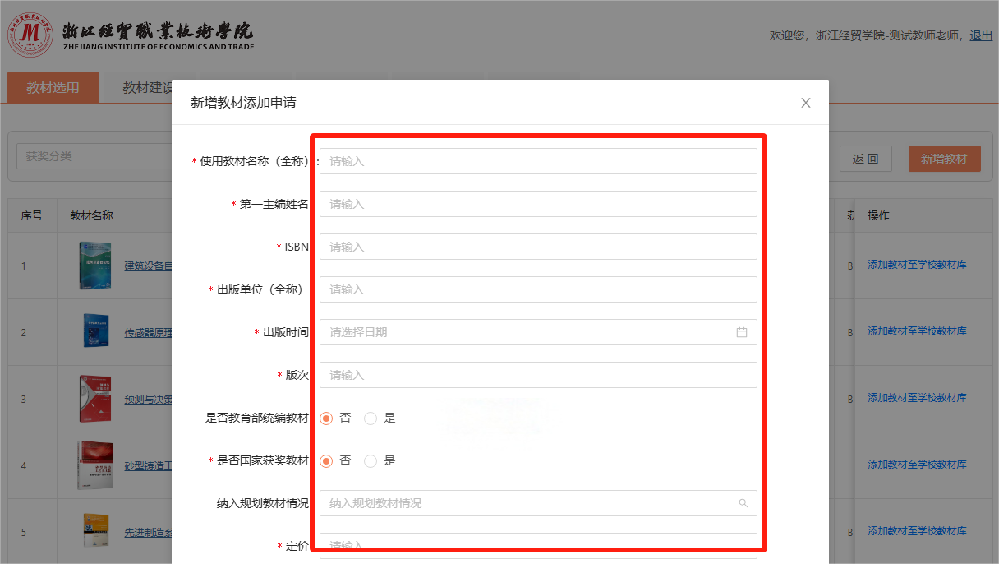 浙江经贸職業技術學院
ZHEJIANG INSTITUTE OF ECONOMICS AND TRADE
欢迎您，浙江经贸学院-测试教师老师，退出
教材选用
教材建设
新增教材添加申请
获奖分类
返 回
新增教材
* 使用教材名称（全称）:
请输入
* 第一主编姓名
请输入
序号
教材名称
操作
* ISBN
请输入
1
建筑设备自
添加教材至学校教材库
* 出版单位（全称）
请输入
* 出版时间
请选择日期
2
传感器原理
添加教材至学校教材库
* 版次
请输入
3
预测与决策
添加教材至学校教材库
是否教育部统编教材
否
是
* 是否国家获奖教材
否
是
4
砂型铸造工
添加教材至学校教材库
纳入规划教材情况
纳入规划教材情况
5
先进制造系
添加教材至学校教材库
* 定价
请输入